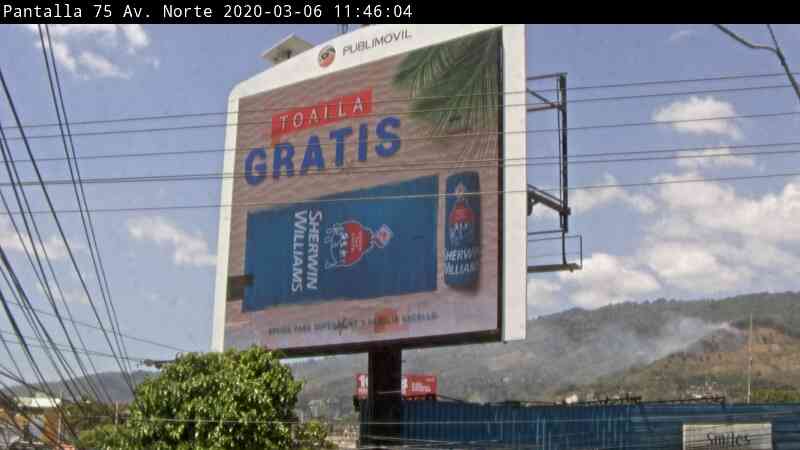 Pantalla 75 Av. Norte 2020-03-06 11:46:04
PUBLIMOVIL
TOALLA
GRATIS
SHERWIN
WILLIAMS
SHERWIN
WILLIAMS
Smiles